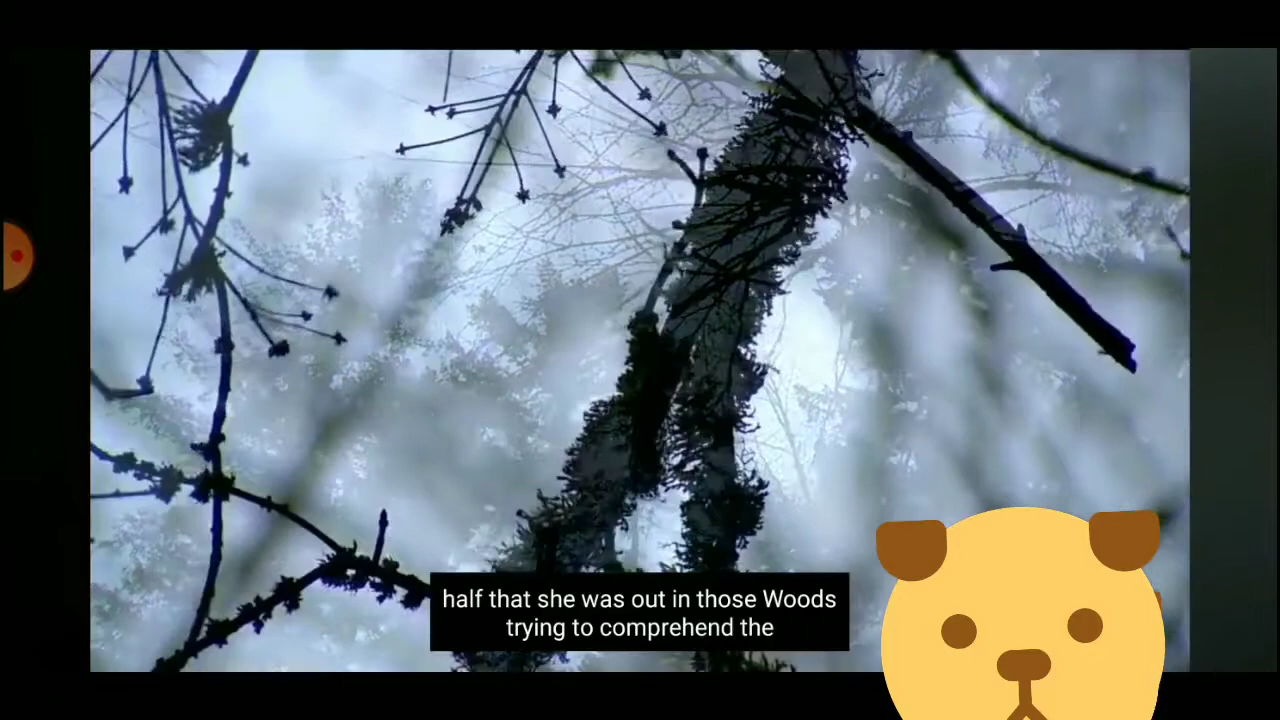 half that she was out in those Woods
trying to comprehend the